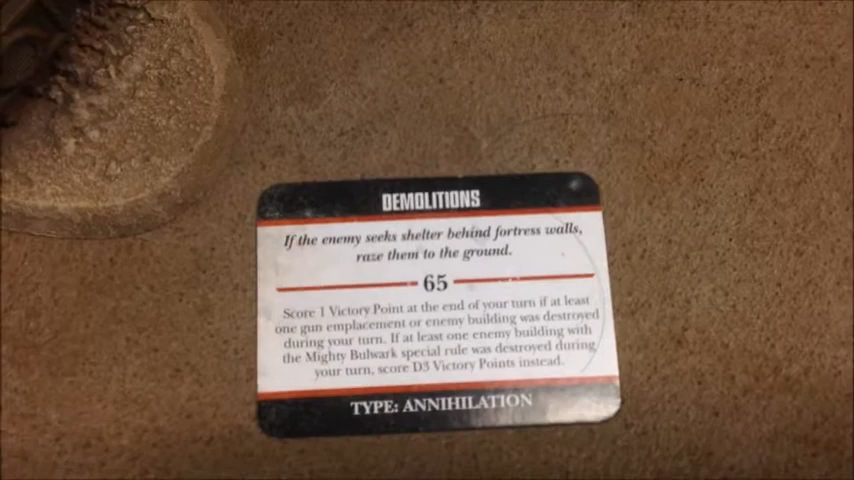 DEMOLITIONS
If the enemy seeks shelter behind fortress walls,
raze them to the ground.
65
Score 1 Victory Point at the end of your turn if at least
one gun emplacement or enemy building was destroyed
during your turn. If at least one enemy building with
the Mighty Bulwark special rule was destroyed during
your turn, score D3 Victory Points instead.
TYPE: ANNIHILATION